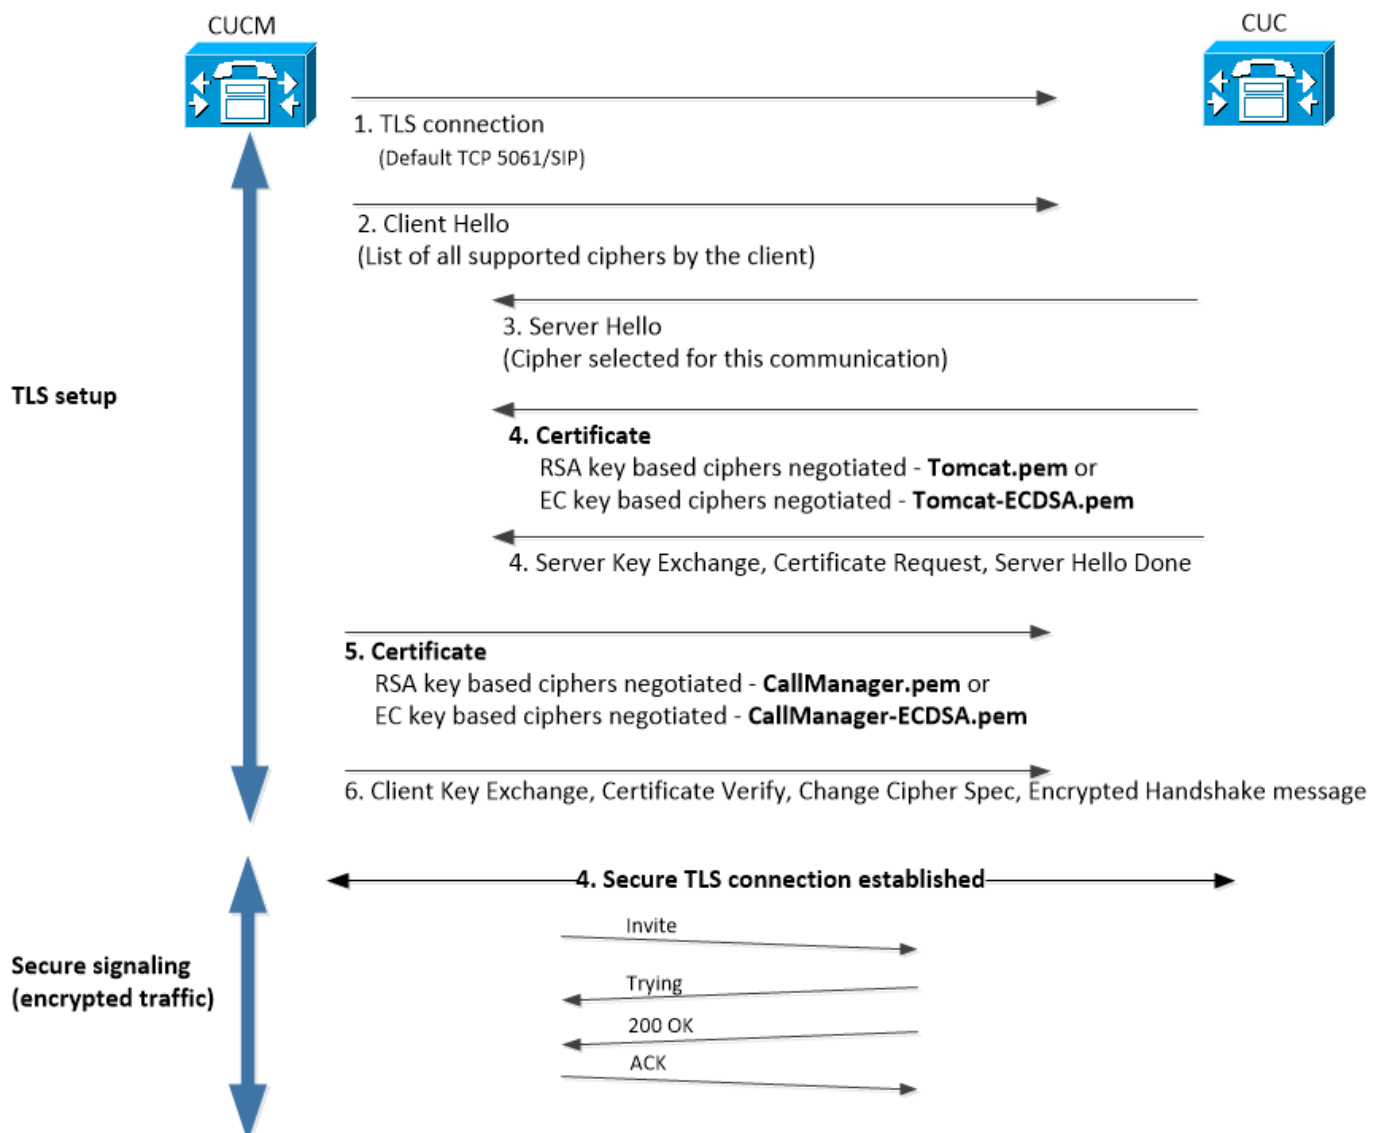 CUCM
CUC
1. TLS connection
(Default TCP 5061/SIP)
2. Client Hello
(List of all supported ciphers by the client)
3. Server Hello
(Cipher selected for this communication)
TLS setup
4. Certificate
RSA key based ciphers negotiated - Tomcat.pem or
EC key based ciphers negotiated - Tomcat-ECDSA.pem
4. Server Key Exchange, Certificate Request, Server Hello Done
5. Certificate
RSA key based ciphers negotiated - CallManager.pem or
EC key based ciphers negotiated - CallManager-ECDSA.pem
6. Client Key Exchange, Certificate Verify, Change Cipher Spec, Encrypted Handshake message
4. Secure TLS connection established
Invite
Secure signaling
(encrypted traffic)
Trying
200 OK
ACK